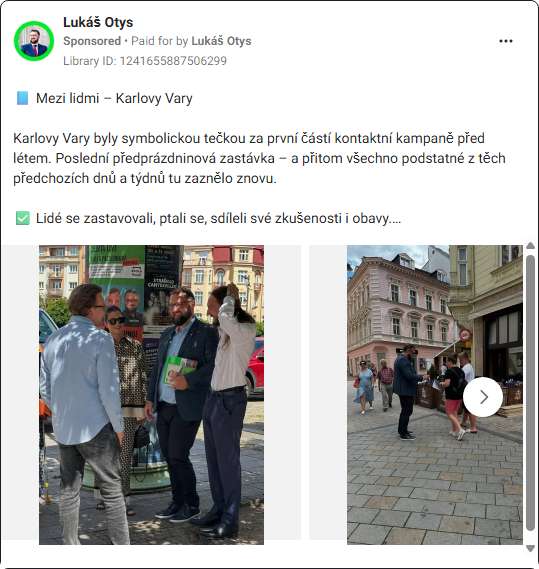 Lukáš Otys
Sponsored • Paid for by Lukáš Otys
Library ID: 1241655887506299
📘 Mezi lidmi – Karlovy Vary
Karlovy Vary byly symbolickou tečkou za první částí kontaktní kampaně před
létem. Poslední předprázdninová zastávka – a přitom všechno podstatné z těch
předchozích dnů a týdnů tu zaznělo znovu.
✅ Lidé se zastavovali, ptali se, sdíleli své zkušenosti i obavy....